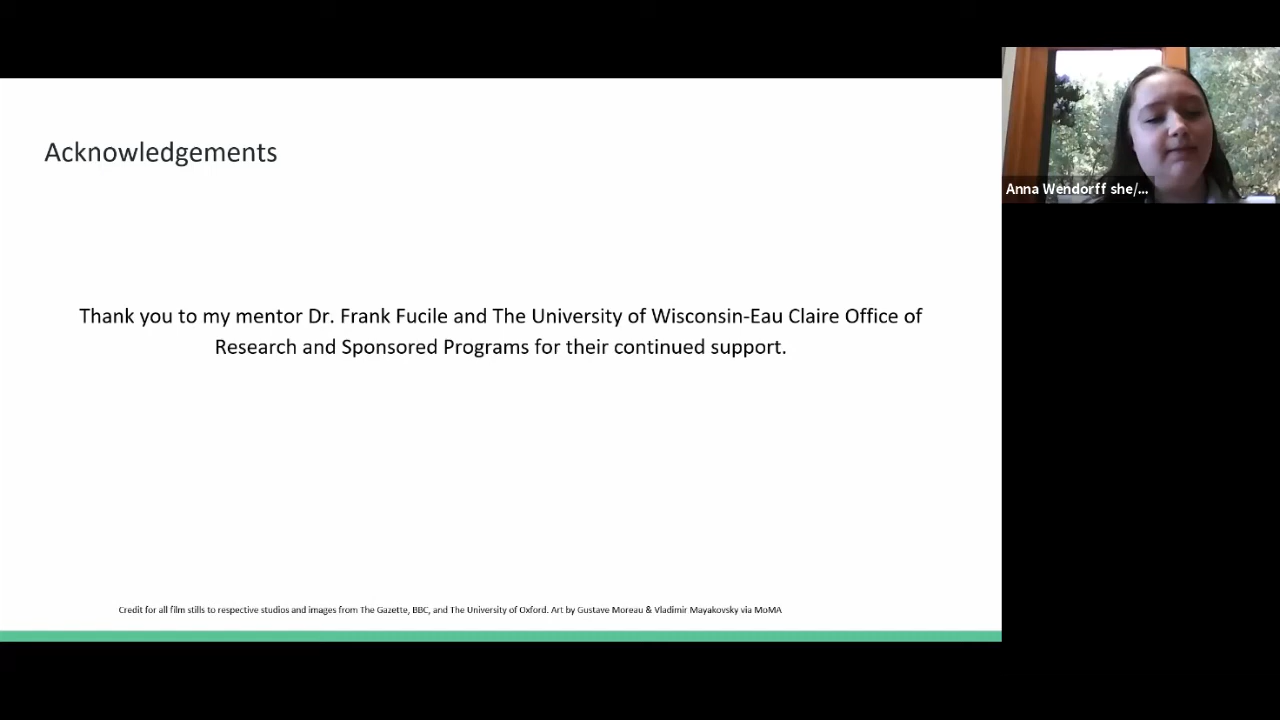 Acknowledgements
Thank you to my mentor Dr. Frank Fucile and The University of Wisconsin-Eau Claire Office of
Research and Sponsored Programs for their continued support.
Credit for all film stills to respective studios and images from The Gazette, BBC, and The University of Oxford. Art by Gustave Moreau & Vladimir Mayakovsky via MoMA
Anna Wendorff she/...